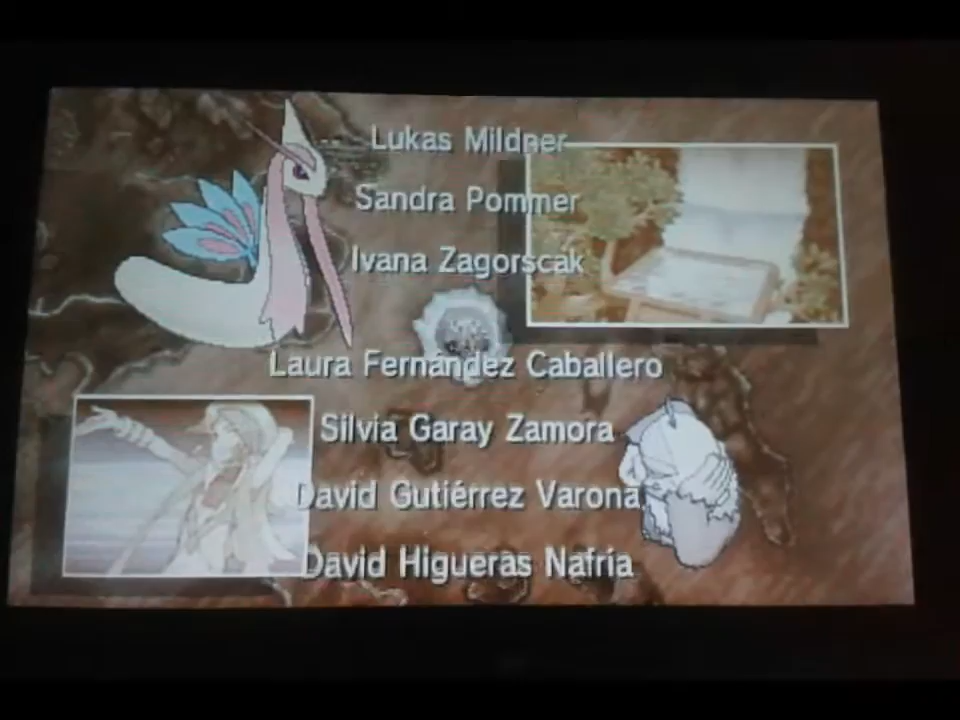 Lukas Mildner
Sandra Pommer
Ivana Zagorscak
Laura Fernández Caballero
Silvia Garay Zamora
David Gutiérrez Varona
David Higueras Nafría